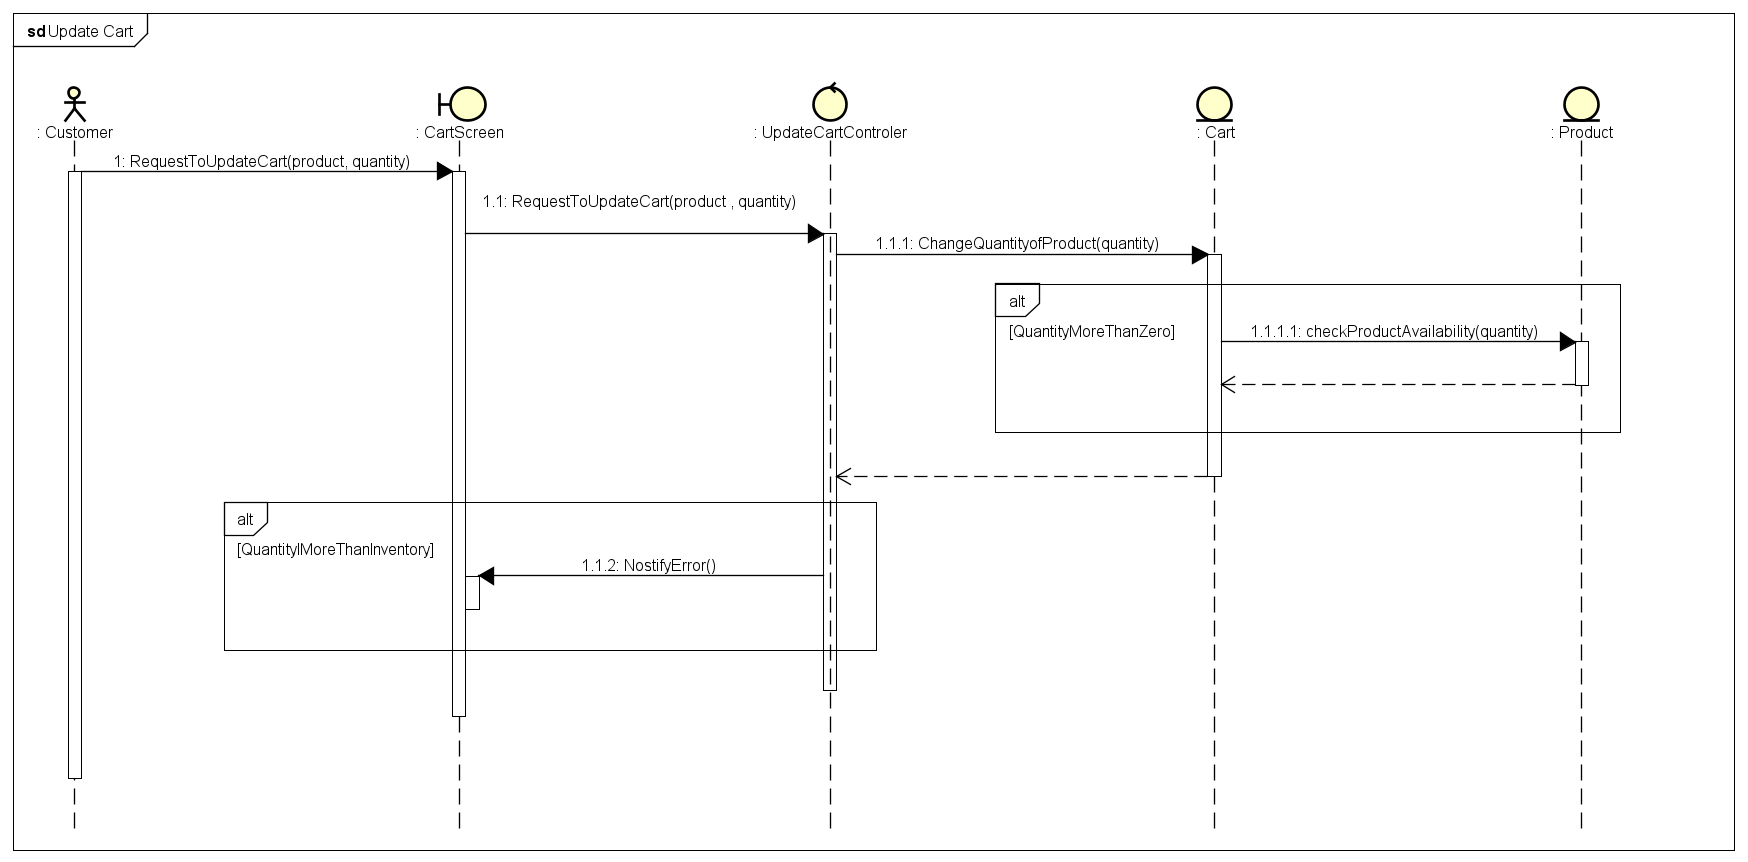 sd Update Cart
: Customer
: CartScreen
: UpdateCartControler
: Cart
: Product
1: RequestToUpdateCart(product, quantity)
1.1: RequestToUpdateCart(product , quantity)
1.1.1: ChangeQuantityofProduct(quantity)
alt
[QuantityMoreThanZero]
1.1.1.1: checkProductAvailability(quantity)
alt
[QuantitylMoreThanInventory]
1.1.2: NostifyError()